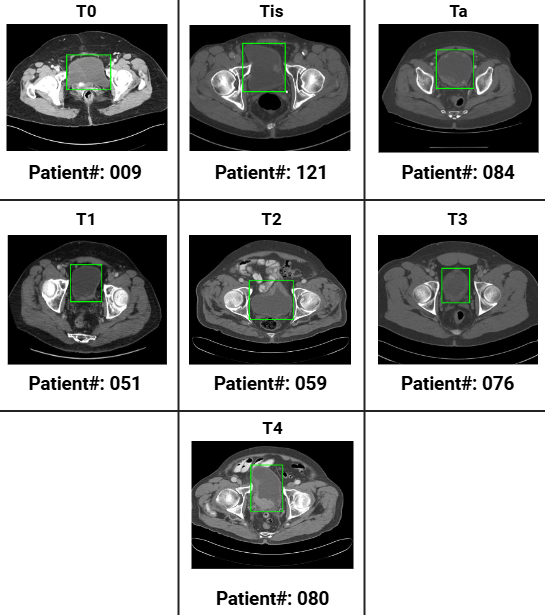 T0
Tis
Ta
Patient#: 009
Patient#: 121
Patient#: 084
T1
T2
T3
Patient#: 051
Patient#: 059
Patient#: 076
T4
Patient#: 080